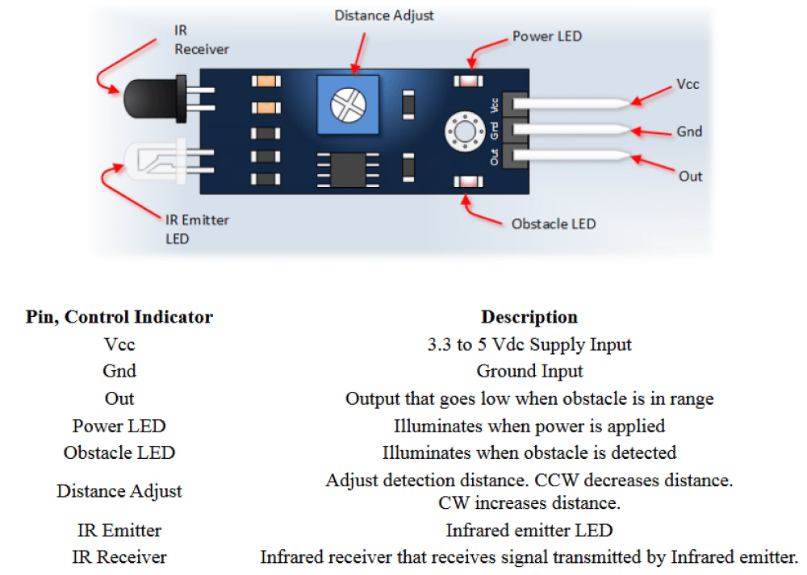 Distance Adjust
IR
Receiver
Power LED
Vcc
Vcc
Gnd
Gnd
Out
Out
IR Emitter
LED
Obstacle LED
Pin, Control Indicator Description
Vcc 3.3 to 5 Vdc Supply Input
Gnd Ground Input
Out Output that goes low when obstacle is in range
Power LED Illuminates when power is applied
Obstacle LED Illuminates when obstacle is detected
Distance Adjust Adjust detection distance. CCW decreases distance.
CW increases distance.
IR Emitter Infrared emitter LED
IR Receiver Infrared receiver that receives signal transmitted by Infrared emitter.